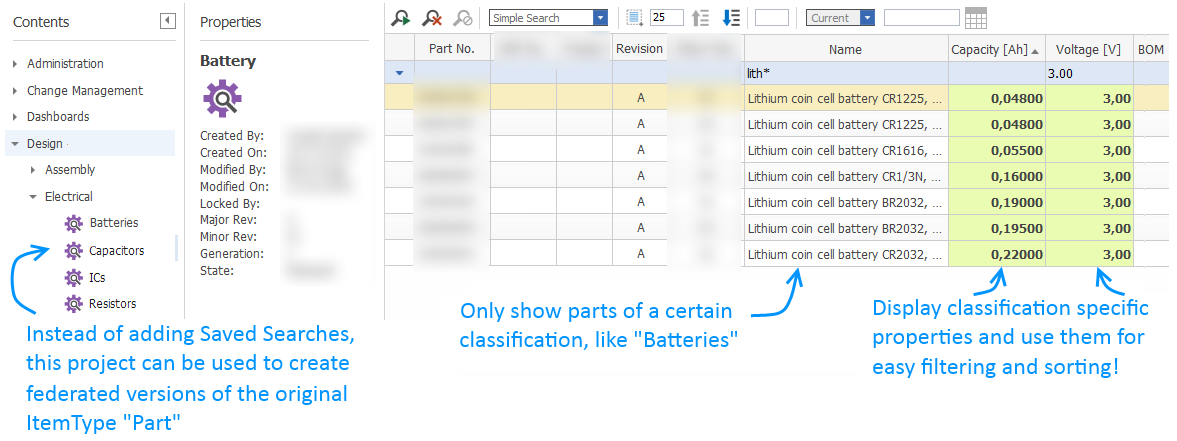 Contents
Administration
Change Management
Dashboards
Design
Assembly
Electrical
Batteries
Capacitors
ICs
Resistors
Properties
Battery
Created By:
Created On:
Modified By:
Modified On:
Locked By:
Major Rev:
Minor Rev:
Generation:
State:
Simple Search 25 Current
Part No. Revision Name Capacity [Ah] Voltage [V] BOM
lith* 3.00
A Lithium coin cell battery CR1225, ... 0,04800 3,00
A Lithium coin cell battery CR1225, ... 0,04800 3,00
A Lithium coin cell battery CR1616, ... 0,05500 3,00
A Lithium coin cell battery CR1/3N, ... 0,16000 3,00
A Lithium coin cell battery BR2032, ... 0,19000 3,00
A Lithium coin cell battery BR2032, ... 0,19500 3,00
A Lithium coin cell battery CR2032, ... 0,22000 3,00
Instead of adding Saved Searches,
this project can be used to create
federated versions of the original
ItemType "Part"
Only show parts of a certain
classification, like "Batteries"
Display classification specific
properties and use them for
easy filtering and sorting!